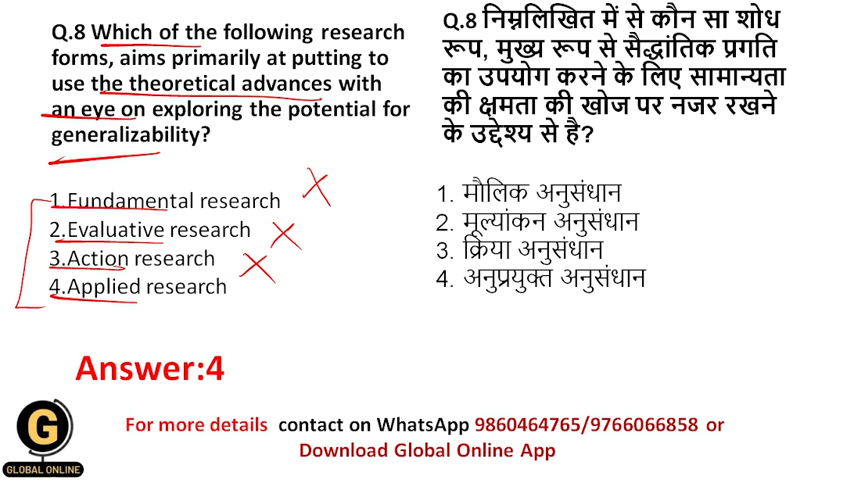 Q.8 Which of the following research
forms, aims primarily at putting to
use the theoretical advances with
an eye on exploring the potential for
generalizability?
1.Fundamental research
2.Evaluative research
3.Action research
4.Applied research
Q.8 निम्नलिखित में से कौन सा शोध
रूप, मुख्य रूप से सैद्धांतिक प्रगति
का उपयोग करने के लिए सामान्यता
की क्षमता की खोज पर नजर रखने
के उद्देश्य से है?
1. मौलिक अनुसंधान
2. मूल्यांकन अनुसंधान
3. क्रिया अनुसंधान
4. अनुप्रयुक्त अनुसंधान
Answer:4
G
GLOBAL ONLINE
For more details contact on WhatsApp 9860464765/9766066858 or
Download Global Online App